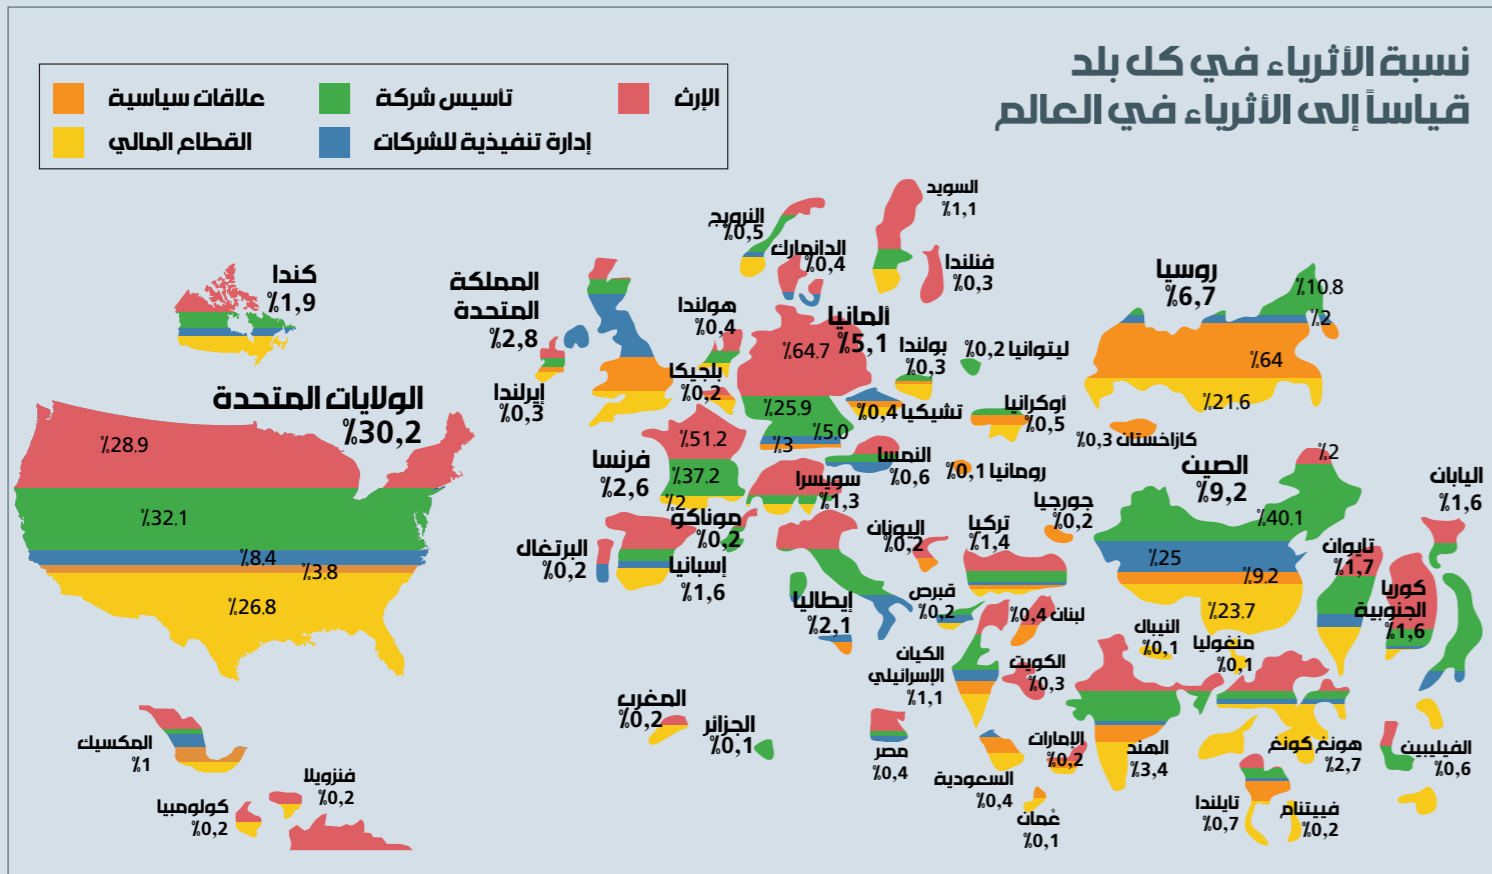 نسبة الأثرياء في كل بلد
قياساً إلى الأثرياء في العالم
الإرث
تأسيس شركة
علاقات سياسية
إدارة تنفيذية للشركات
القطاع المالي
كندا
%1,9
الولايات المتحدة
%30,2
%28.9
%32.1
%8.4
%3.8
%26.8
المكسيك
%1
فنزويلا
%0,2
كولومبيا
%0,2
المملكة
المتحدة
%2,8
إيرلندا
%0,3
النرويج
%0,5
الدانمارك
%0,4
السويد
%1,1
فنلندا
%0,3
هولندا
%0,4
بلجيكا
%0,2
ألمانيا
%5,1
%64.7
%25.9
%5.0
%3
بولندا
%0,3
ليتوانيا %0,2
تشيكيا %0,4
أوكرانيا
%0,5
النمسا
%0,6
رومانيا %0,1
فرنسا
%2,6
%51.2
%37.2
%2
سويسرا
%1,3
موناكو
%0,2
البرتغال
%0,2
إسبانيا
%1,6
إيطاليا
%2,1
اليونان
%0,2
تركيا
%1,4
جورجيا
%0,2
قبرص
%0,2
لبنان %0,4
الكيان
الإسرائيلي
%1,1
الكويت
%0,3
المغرب
%0,2
الجزائر
%0,1
مصر
%0,4
السعودية
%0,4
الإمارات
%0,2
عُمان
%0,1
روسيا
%6,7
%10.8
%2
%64
%21.6
كازاخستان %0,3
الصين
%9,2
%2
%40.1
%25
%9.2
%23.7
اليابان
%1,6
تايوان
%1,7
كوريا
الجنوبية
%1,6
النيبال
%0,1
منغوليا
%0,1
الهند
%3,4
هونغ كونغ
%2,7
الفيليبين
%0,6
تايلندا
%0,7
فييتنام
%0,2